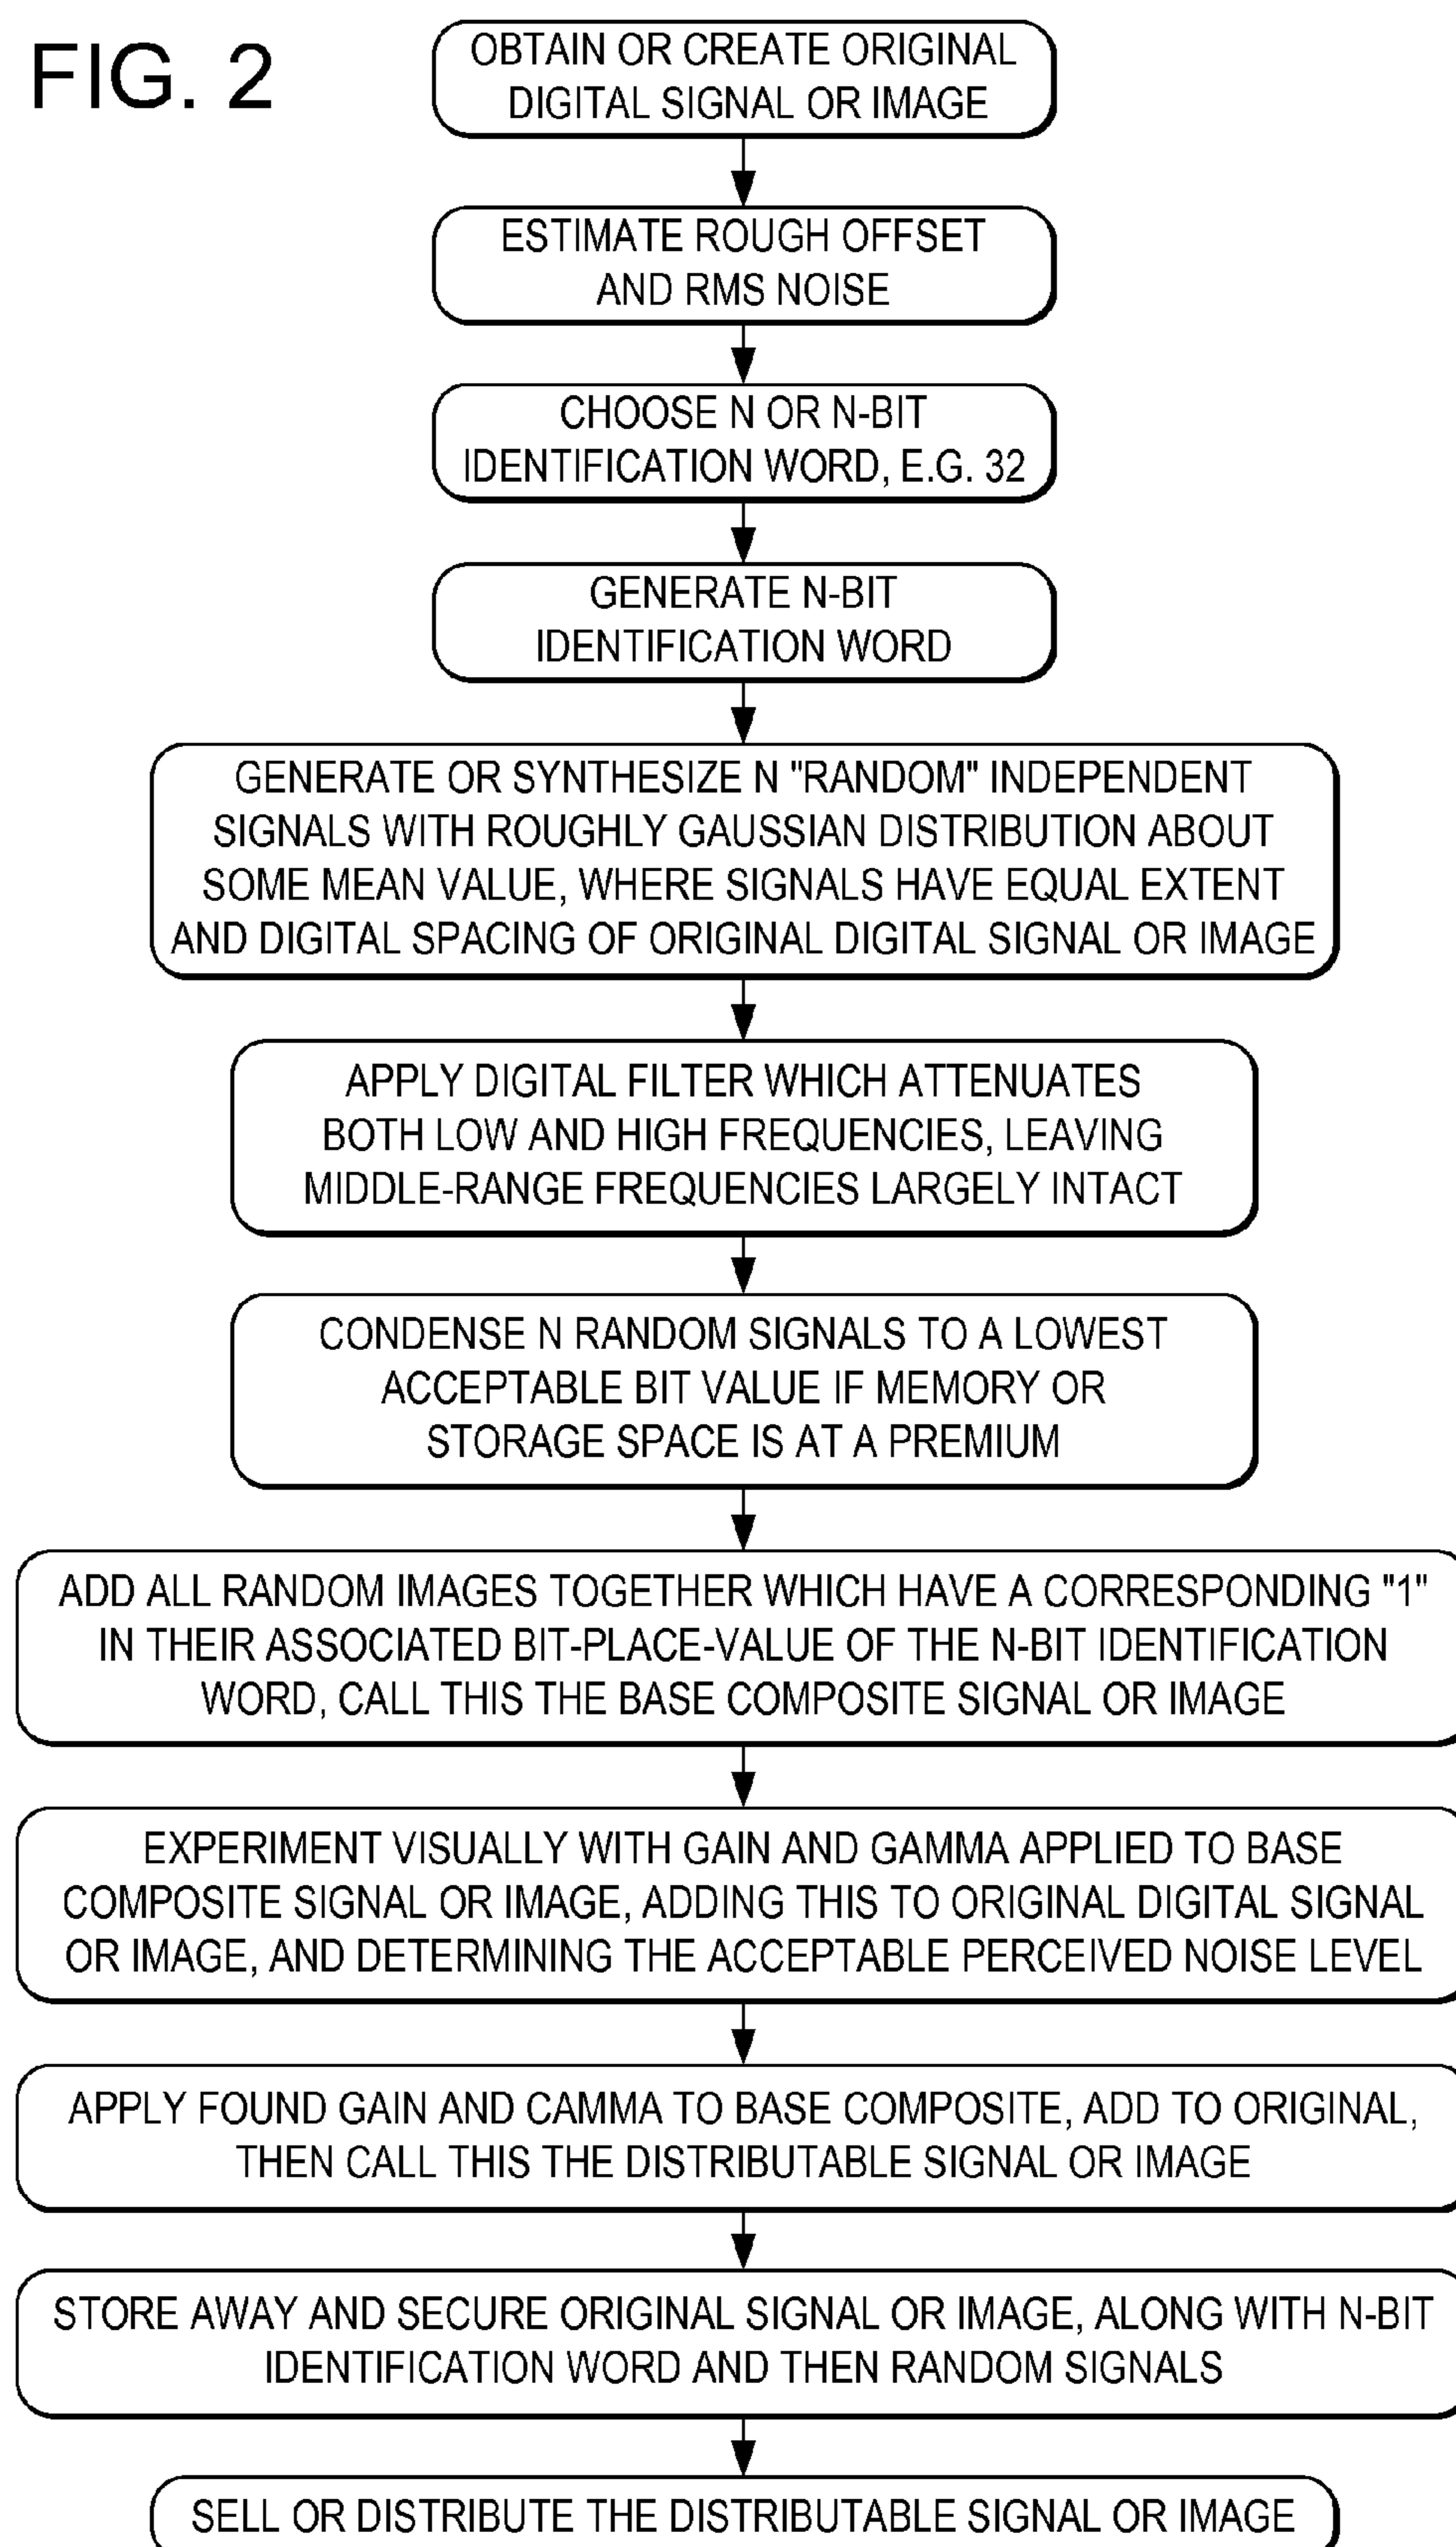 FIG. 2
OBTAIN OR CREATE ORIGINAL
DIGITAL SIGNAL OR IMAGE
ESTIMATE ROUGH OFFSET
AND RMS NOISE
CHOOSE N OR N-BIT
IDENTIFICATION WORD, E.G. 32
GENERATE N-BIT
IDENTIFICATION WORD
GENERATE OR SYNTHESIZE N "RANDOM" INDEPENDENT
SIGNALS WITH ROUGHLY GAUSSIAN DISTRIBUTION ABOUT
SOME MEAN VALUE, WHERE SIGNALS HAVE EQUAL EXTENT
AND DIGITAL SPACING OF ORIGINAL DIGITAL SIGNAL OR IMAGE
APPLY DIGITAL FILTER WHICH ATTENUATES
BOTH LOW AND HIGH FREQUENCIES, LEAVING
MIDDLE-RANGE FREQUENCIES LARGELY INTACT
CONDENSE N RANDOM SIGNALS TO A LOWEST
ACCEPTABLE BIT VALUE IF MEMORY OR
STORAGE SPACE IS AT A PREMIUM
ADD ALL RANDOM IMAGES TOGETHER WHICH HAVE A CORRESPONDING "1"
IN THEIR ASSOCIATED BIT-PLACE-VALUE OF THE N-BIT IDENTIFICATION
WORD, CALL THIS THE BASE COMPOSITE SIGNAL OR IMAGE
EXPERIMENT VISUALLY WITH GAIN AND GAMMA APPLIED TO BASE
COMPOSITE SIGNAL OR IMAGE, ADDING THIS TO ORIGINAL DIGITAL SIGNAL
OR IMAGE, AND DETERMINING THE ACCEPTABLE PERCEIVED NOISE LEVEL
APPLY FOUND GAIN AND CAMMA TO BASE COMPOSITE, ADD TO ORIGINAL,
THEN CALL THIS THE DISTRIBUTABLE SIGNAL OR IMAGE
STORE AWAY AND SECURE ORIGINAL SIGNAL OR IMAGE, ALONG WITH N-BIT
IDENTIFICATION WORD AND THEN RANDOM SIGNALS
SELL OR DISTRIBUTE THE DISTRIBUTABLE SIGNAL OR IMAGE